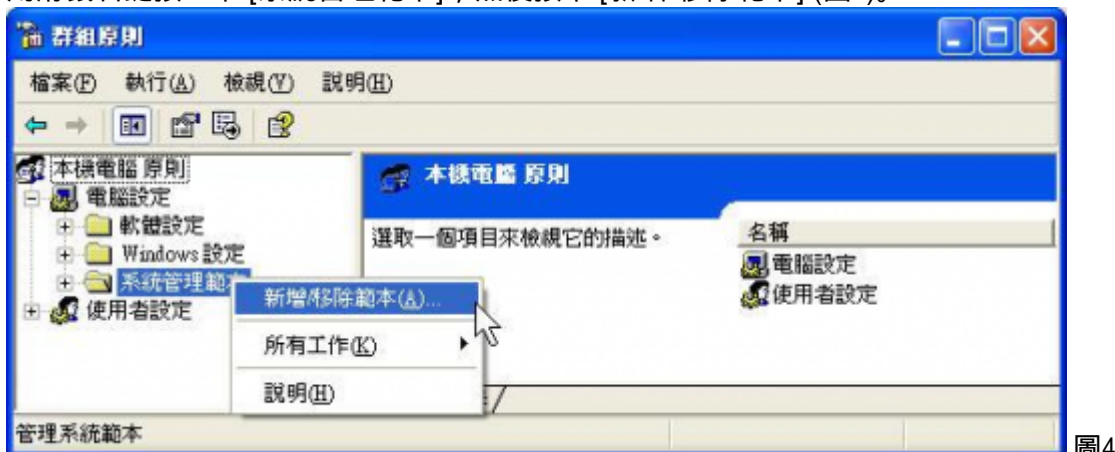 群組原則
檔案(F) 執行(A) 檢視(V) 說明(H)
本機電腦 原則
電腦設定
軟體設定
Windows 設定
系統管理範本
使用者設定
新增/移除範本(A)...
所有工作(K)
說明(H)
本機電腦 原則
選取一個項目來檢視它的描述。
名稱
電腦設定
使用者設定
管理系統範本
圖4